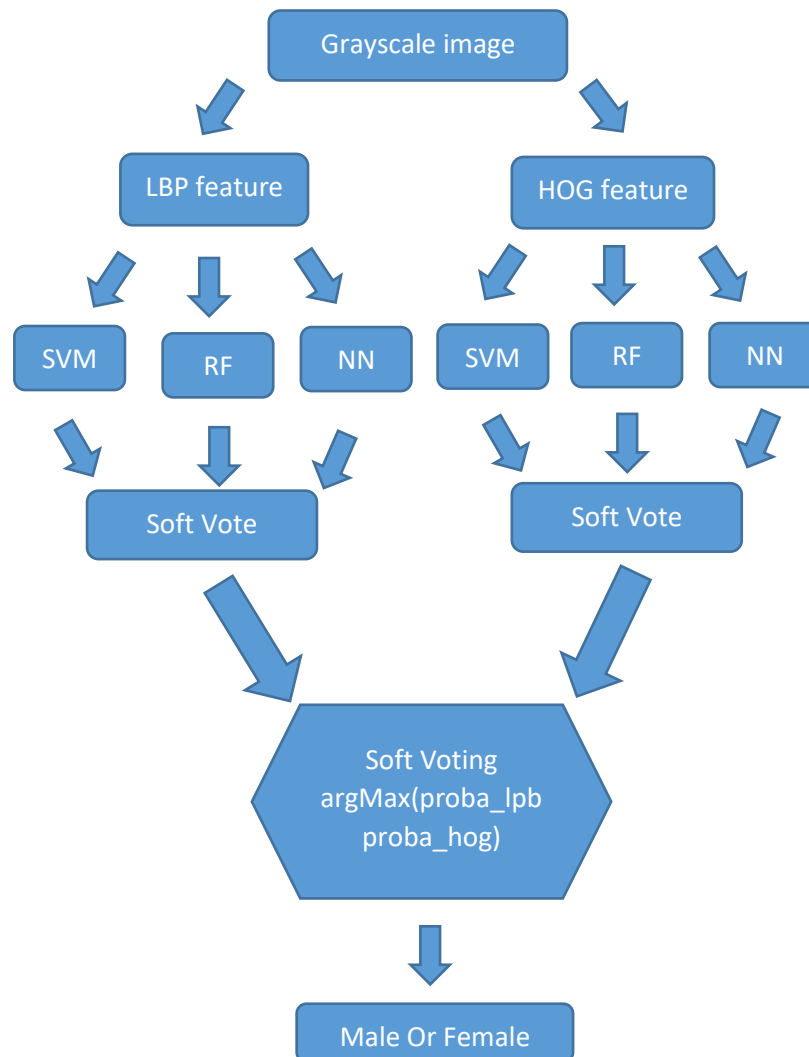 Grayscale image
LBP feature
HOG feature
SVM
RF
NN
SVM
RF
NN
Soft Vote
Soft Vote
Soft Voting
argMax(proba_lpb
proba_hog)
Male Or Female